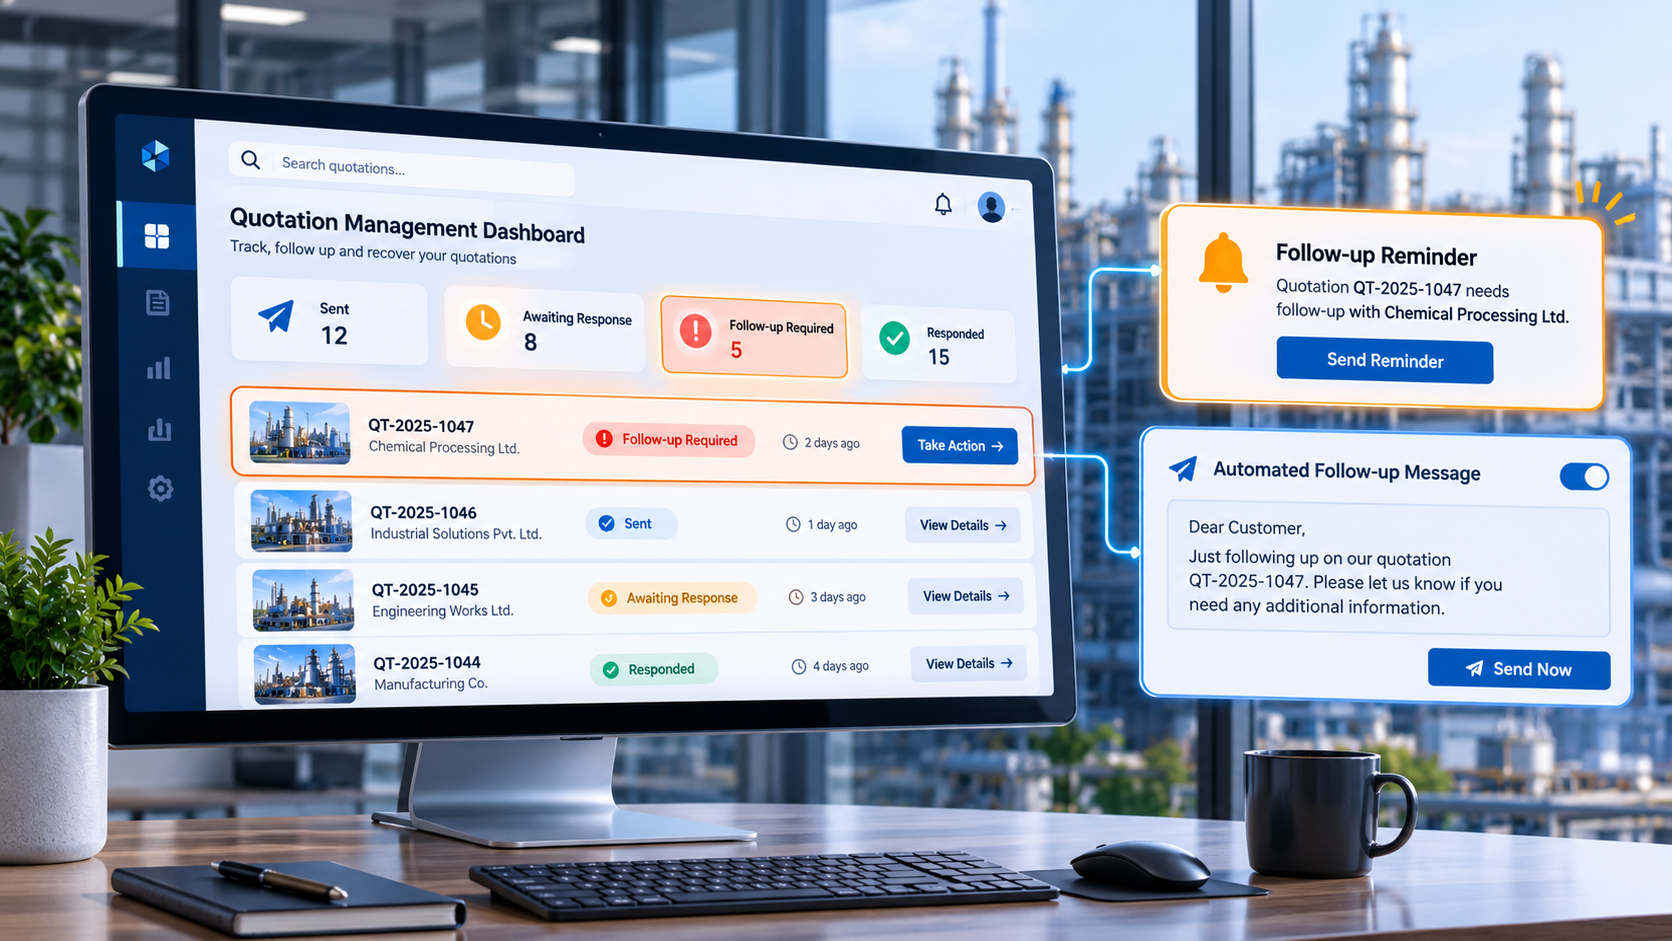 Search quotations...
Quotation Management Dashboard
Track, follow up and recover your quotations
Sent
12
Awaiting Response
8
Follow-up Required
5
Responded
15
QT-2025-1047
Chemical Processing Ltd.
Follow-up Required
2 days ago
Take Action →
QT-2025-1046
Industrial Solutions Pvt. Ltd.
Sent
1 day ago
View Details →
QT-2025-1045
Engineering Works Ltd.
Awaiting Response
3 days ago
View Details →
QT-2025-1044
Manufacturing Co.
Responded
4 days ago
View Details →
Follow-up Reminder
Quotation QT-2025-1047 needs
follow-up with Chemical Processing Ltd.
Send Reminder
Automated Follow-up Message
Dear Customer,
Just following up on our quotation
QT-2025-1047. Please let us know if you
need any additional information.
Send Now